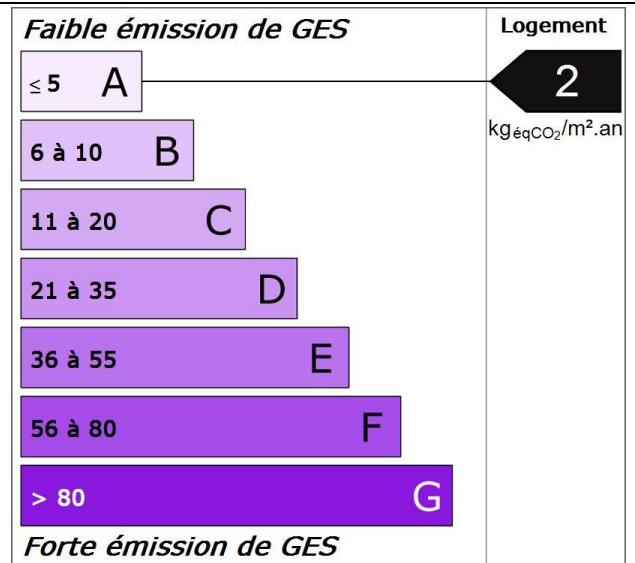 Faible émission de GES
Logement
≤ 5 A
2
kgéqCO₂/m².an
6 à 10 B
11 à 20 C
21 à 35 D
36 à 55 E
56 à 80 F
> 80 G
Forte émission de GES